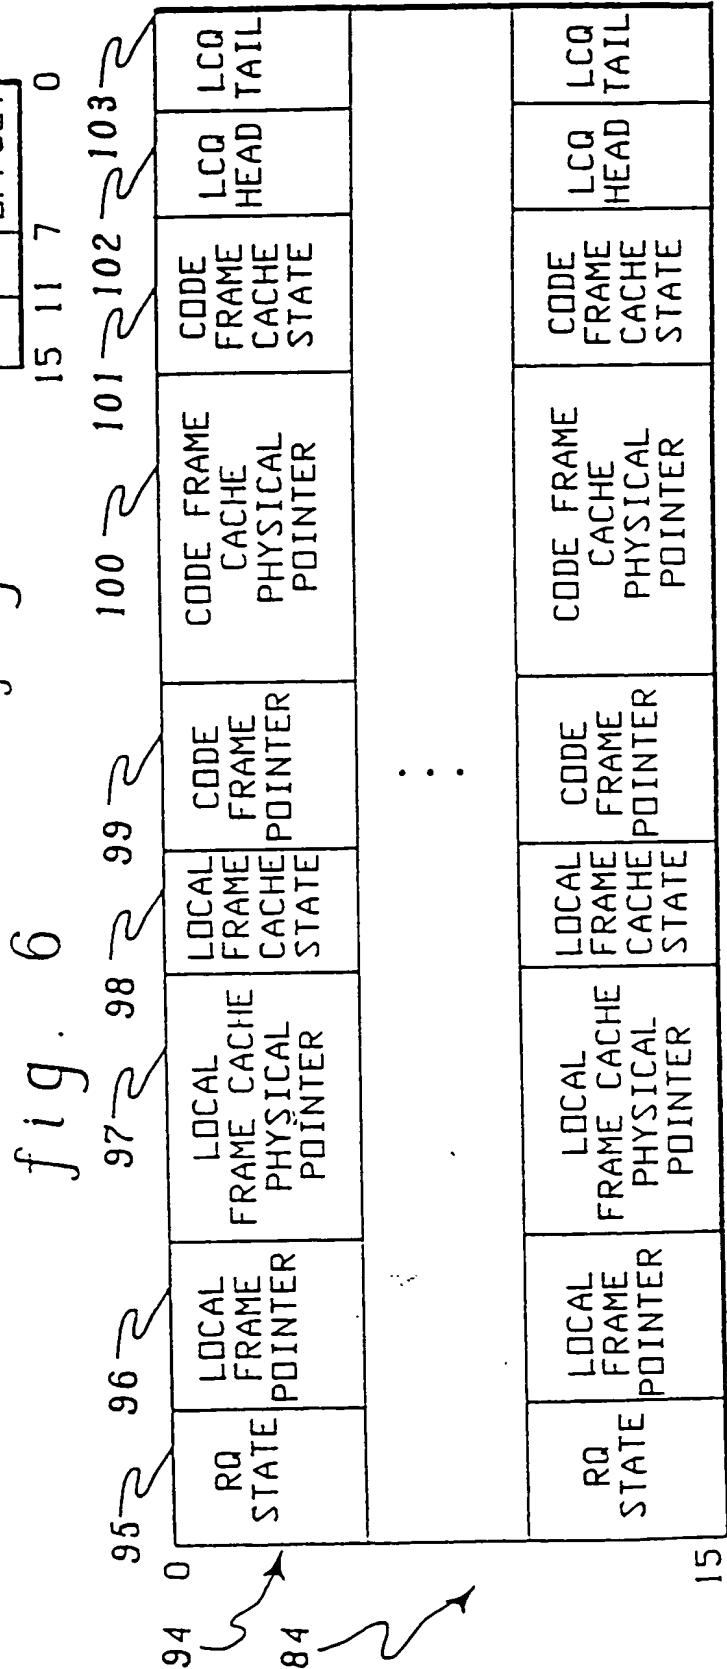 15 11 7 0
fig. 6
95 96 97 98 99 100 101 102 103
94
84
0
RQ
STATE
LOCAL
FRAME
POINTER
LOCAL
FRAME CACHE
PHYSICAL
POINTER
LOCAL
FRAME
CACHE
STATE
CODE
FRAME
POINTER
CODE FRAME
CACHE
PHYSICAL
POINTER
CODE
FRAME
CACHE
STATE
LCQ
HEAD
LCQ
TAIL
...
15
RQ
STATE
LOCAL
FRAME
POINTER
LOCAL
FRAME CACHE
PHYSICAL
POINTER
LOCAL
FRAME
CACHE
STATE
CODE
FRAME
POINTER
CODE FRAME
CACHE
PHYSICAL
POINTER
CODE
FRAME
CACHE
STATE
LCQ
HEAD
LCQ
TAIL